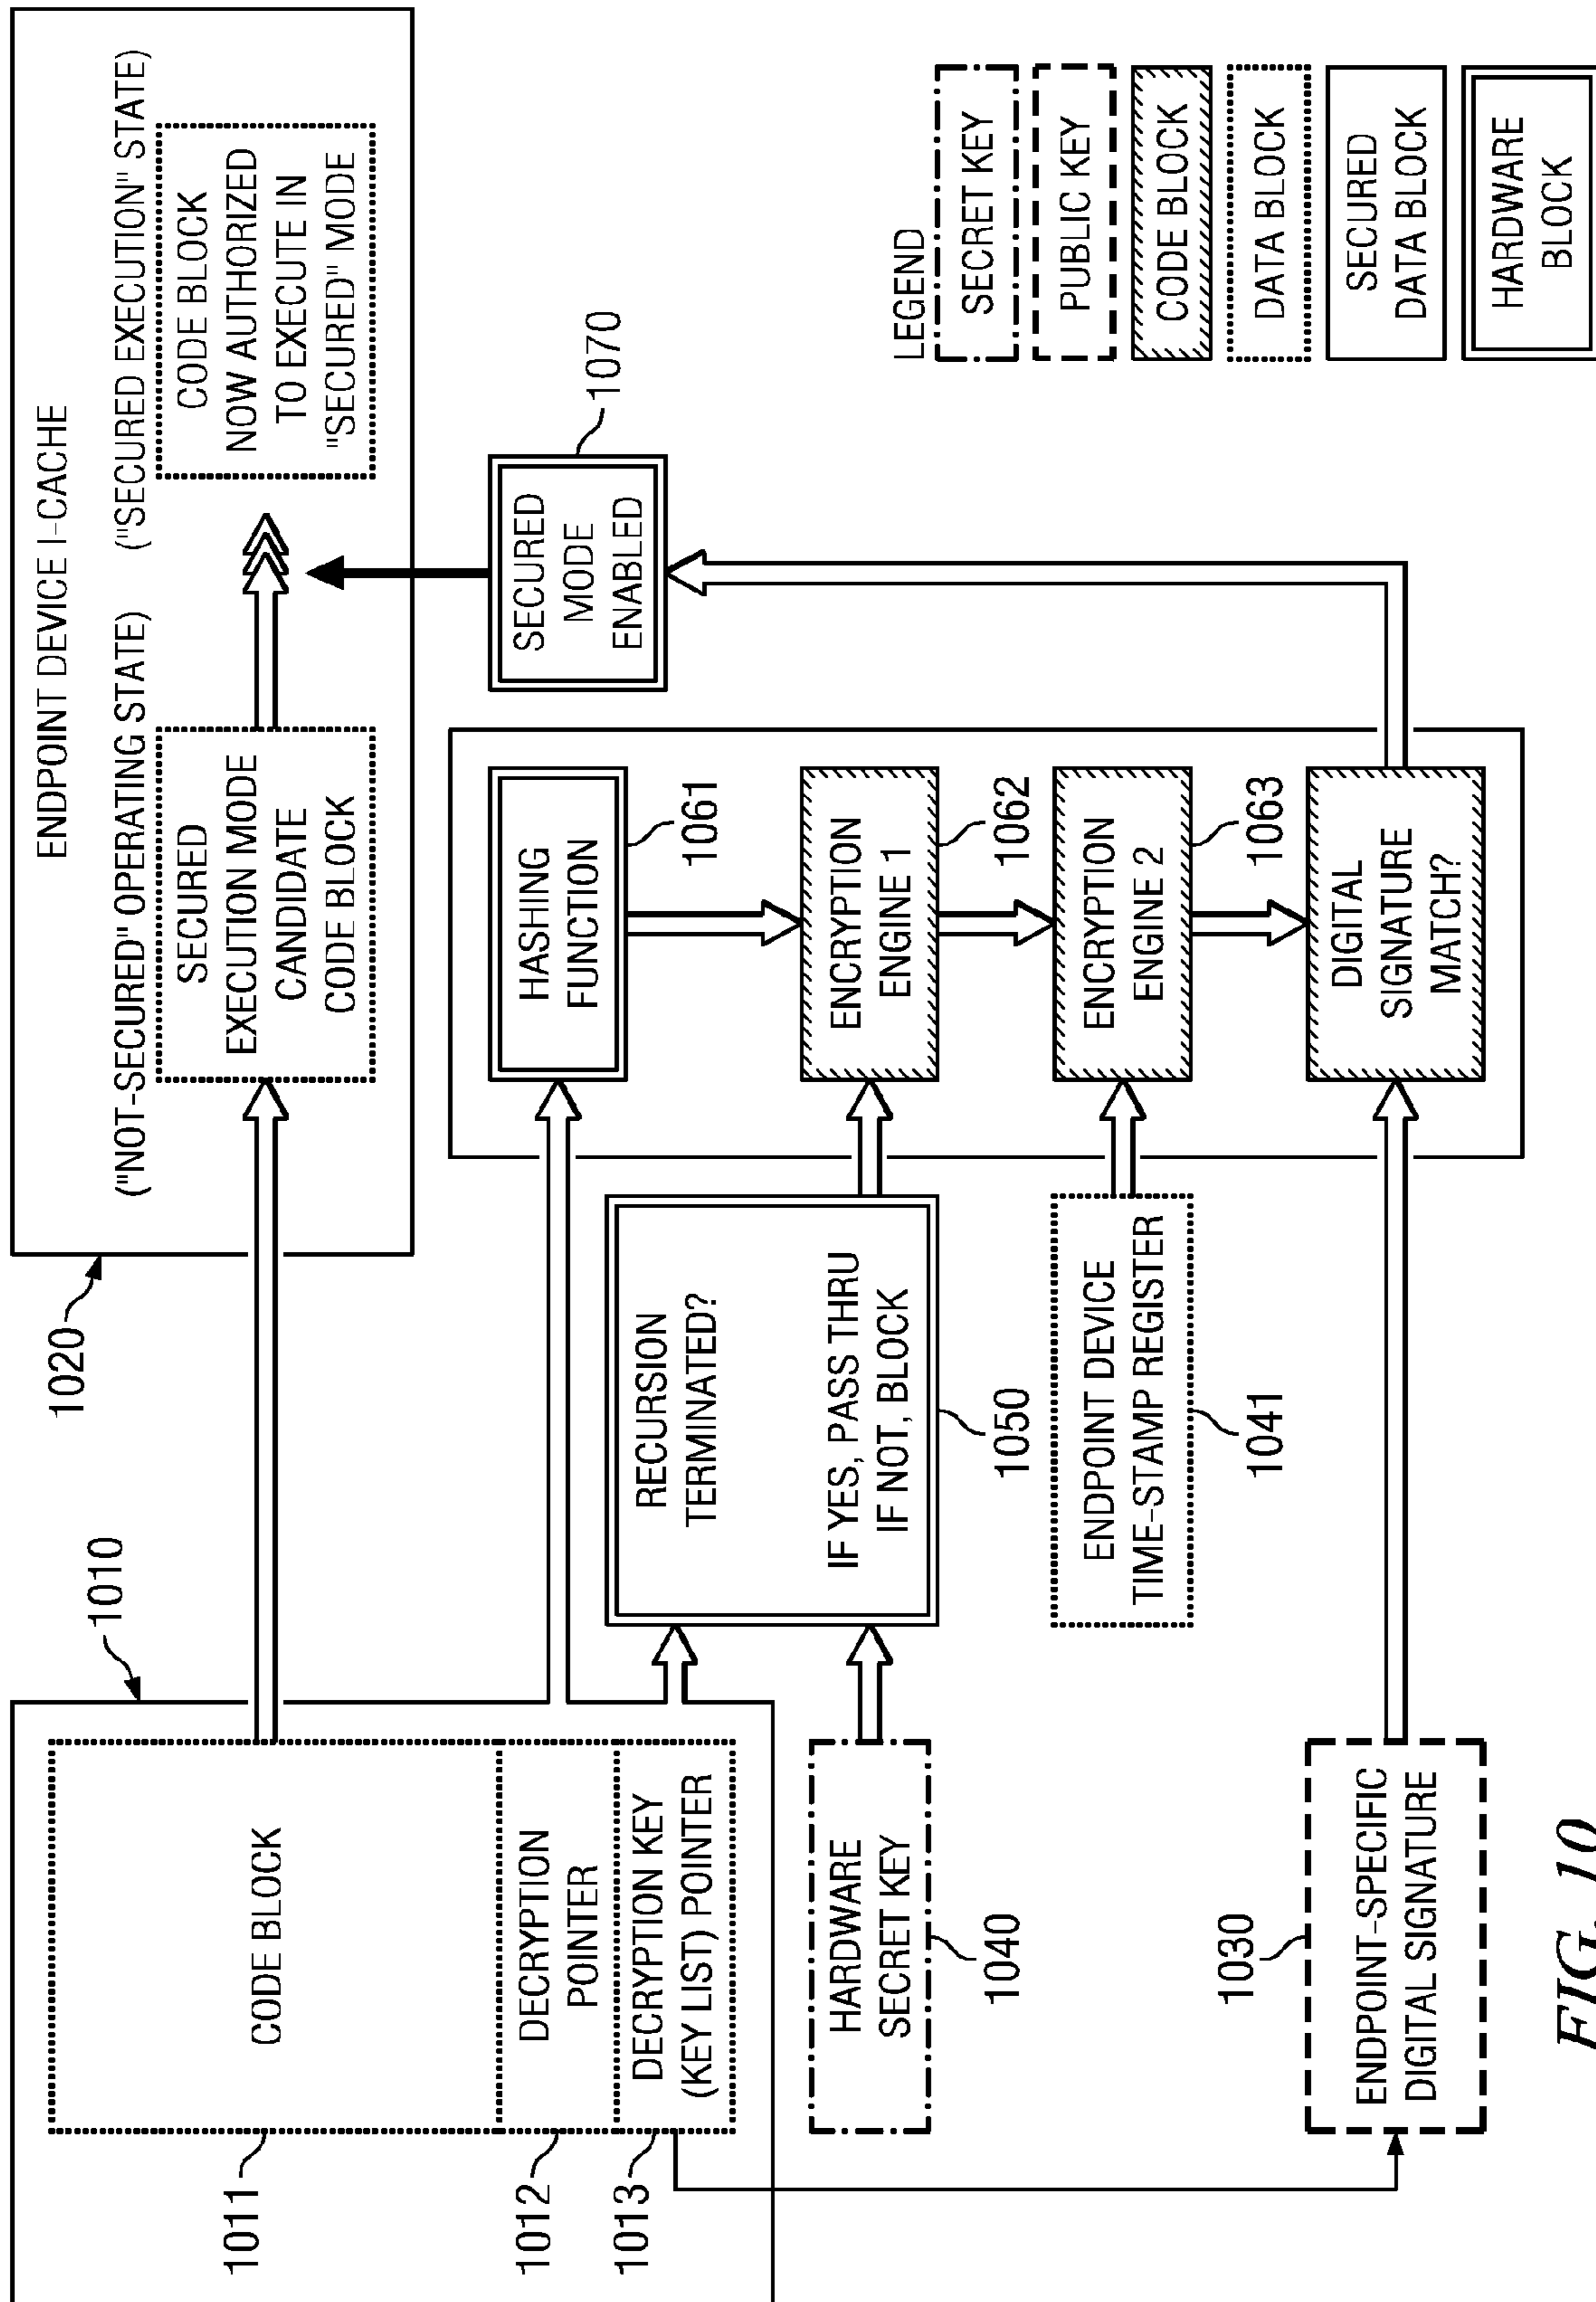 ENDPOINT DEVICE I-CACHE
("NOT-SECURED" OPERATING STATE)
("SECURED EXECUTION" STATE)
1020
SECURED
EXECUTION MODE
CANDIDATE
CODE BLOCK
CODE BLOCK
NOW AUTHORIZED
TO EXECUTE IN
"SECURED" MODE
1010
CODE BLOCK
1011
DECRYPTION
POINTER
1012
DECRYPTION KEY
(KEY LIST) POINTER
1013
HARDWARE
SECRET KEY
1040
ENDPOINT-SPECIFIC
DIGITAL SIGNATURE
1030
RECURSION
TERMINATED?
IF YES, PASS THRU
IF NOT, BLOCK
1050
ENDPOINT DEVICE
TIME-STAMP REGISTER
1041
HASHING
FUNCTION
1061
ENCRYPTION
ENGINE 1
1062
ENCRYPTION
ENGINE 2
1063
DIGITAL
SIGNATURE
MATCH?
SECURED
MODE
ENABLED
1070
LEGEND
SECRET KEY
PUBLIC KEY
CODE BLOCK
DATA BLOCK
SECURED
DATA BLOCK
HARDWARE
BLOCK
FIG. 10